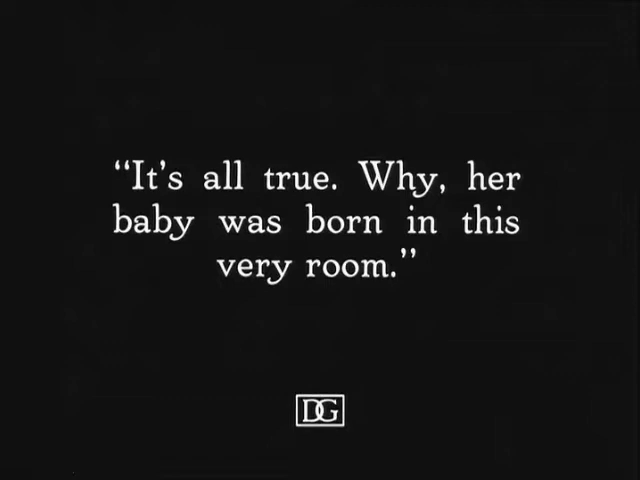 “It's all true. Why, her
baby was born in this
very room.”
DG